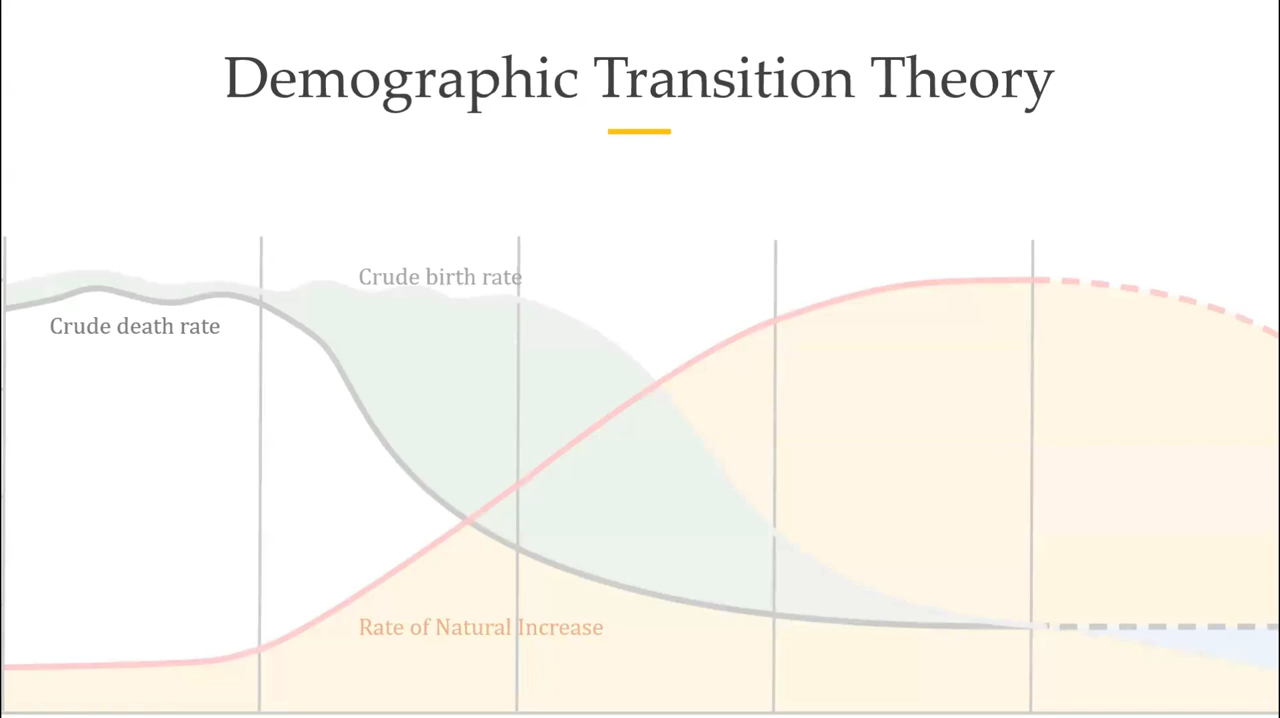 Demographic Transition Theory
Crude birth rate
Crude death rate
Rate of Natural Increase